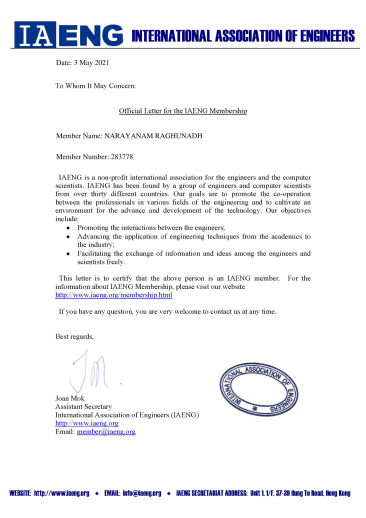 IAENG INTERNATIONAL ASSOCIATION OF ENGINEERS
Date: 3 May 2021
To Whom It May Concern:
Official Letter for the IAENG Membership
Member Name: NARAYANAM RAGHUNADH
Member Number: 283778
IAENG is a non-profit international association for the engineers and the computer
scientists. IAENG has been found by a group of engineers and computer scientists
from over thirty different countries. Our goals are to promote the co-operation
between the professionals in various fields of the engineering and to cultivate an
environment for the advance and development of the technology. Our objectives
include:
● Promoting the interactions between the engineers;
● Advancing the application of engineering techniques from the academics to
the industry;
● Facilitating the exchange of information and ideas among the engineers and
scientists freely.
This letter is to certify that the above person is an IAENG member. For the
information about IAENG Membership, please visit our website
http://www.iaeng.org/membership.html
If you have any question, you are very welcome to contact us at any time.
Best regards,
JM.
Joan Mok
Assistant Secretary
International Association of Engineers (IAENG)
http://www.iaeng.org
Email: member@iaeng.org
INTERNATIONAL ASSOCIATION OF ENGINEERS
WEBSITE: http://www.iaeng.org ● EMAIL: info@iaeng.org ● IAENG SECRETARIAT ADDRESS: Unit 1, 1/F, 37-39 Hung To Road, Hong Kong